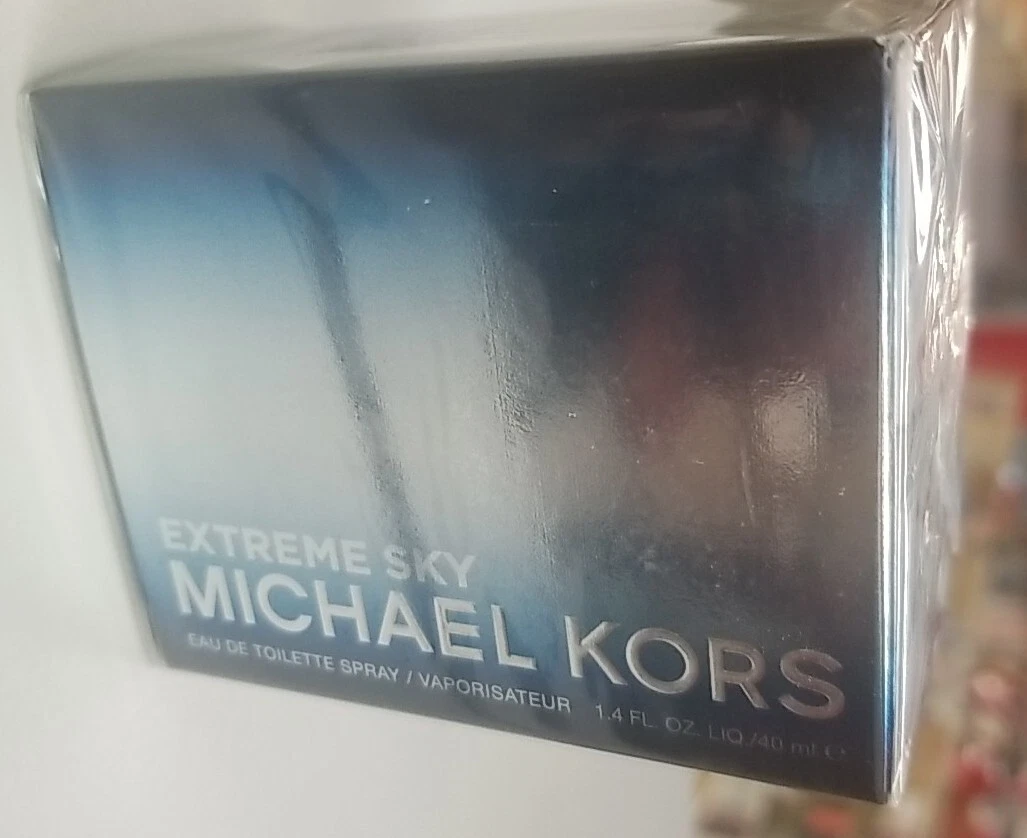 EXTREME SKY
MICHAEL KORS
EAU DE TOILETTE SPRAY / VAPORISATEUR 1.4 FL. OZ. LIQ./40 ml ℮